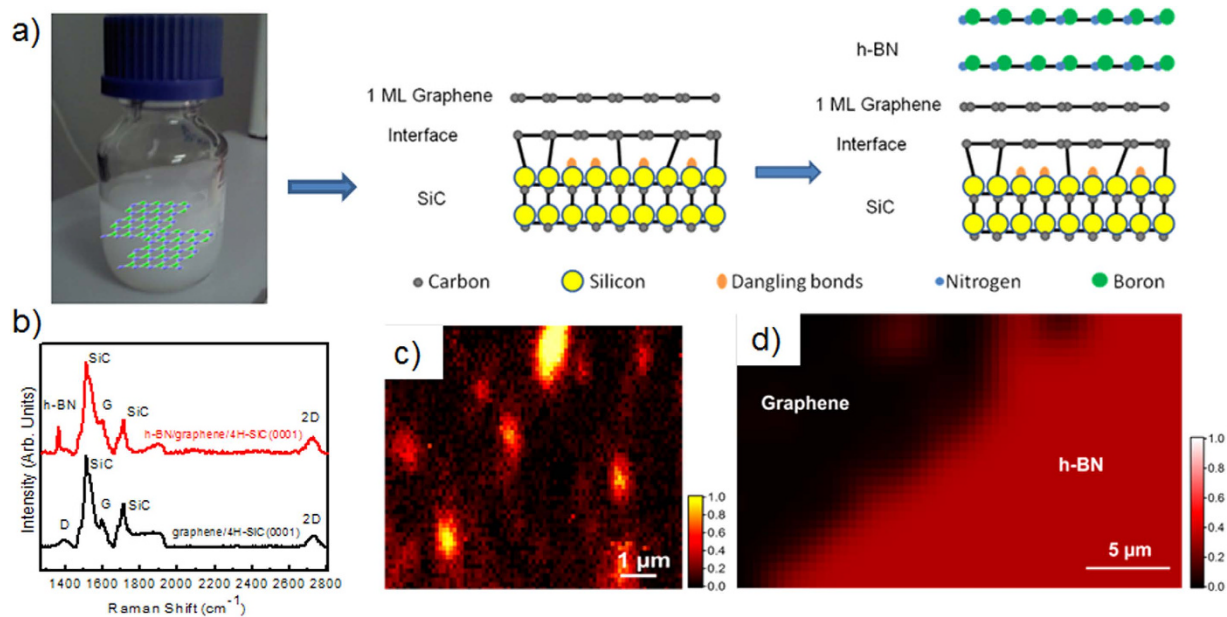 a)
1 ML Graphene
Interface
SiC
h-BN
1 ML Graphene
Interface
SiC
Carbon
Silicon
Dangling bonds
Nitrogen
Boron
b)
Intensity (Arb. Units)
h-BN
SiC
G
SiC
2D
h-BN/graphene/4H-SiC(0001)
D
SiC
G
SiC
2D
graphene/4H-SiC(0001)
1400 1600 1800 2000 2200 2400 2600 2800
Raman Shift (cm-1)
c)
1 µm
1.0
0.8
0.6
0.4
0.2
0.0
d)
Graphene
h-BN
5 µm
1.0
0.8
0.6
0.4
0.2
0.0